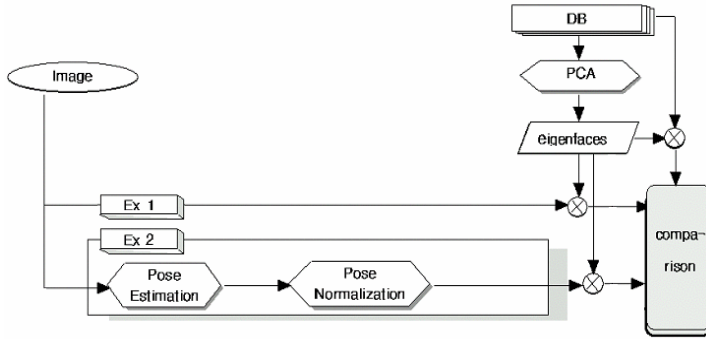 DB
Image
PCA
eigenfaces
Ex 1
Ex 2
compa-
rison
Pose
Estimation
Pose
Normalization